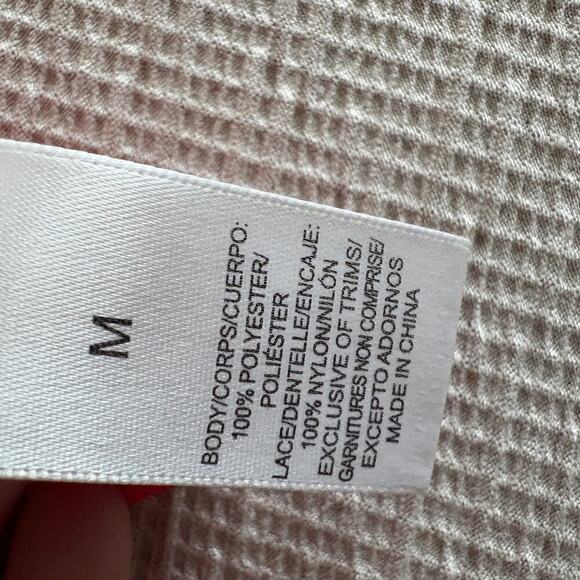 M
BODY/CORPS/CUERPO:
100% POLYESTER/
POLIÉSTER
LACE/DENTELLE/ENCAJE:
100% NYLON/NILÓN
EXCLUSIVE OF TRIMS/
GARNITURES NON COMPRISE/
EXCEPTO ADORNOS
MADE IN CHINA